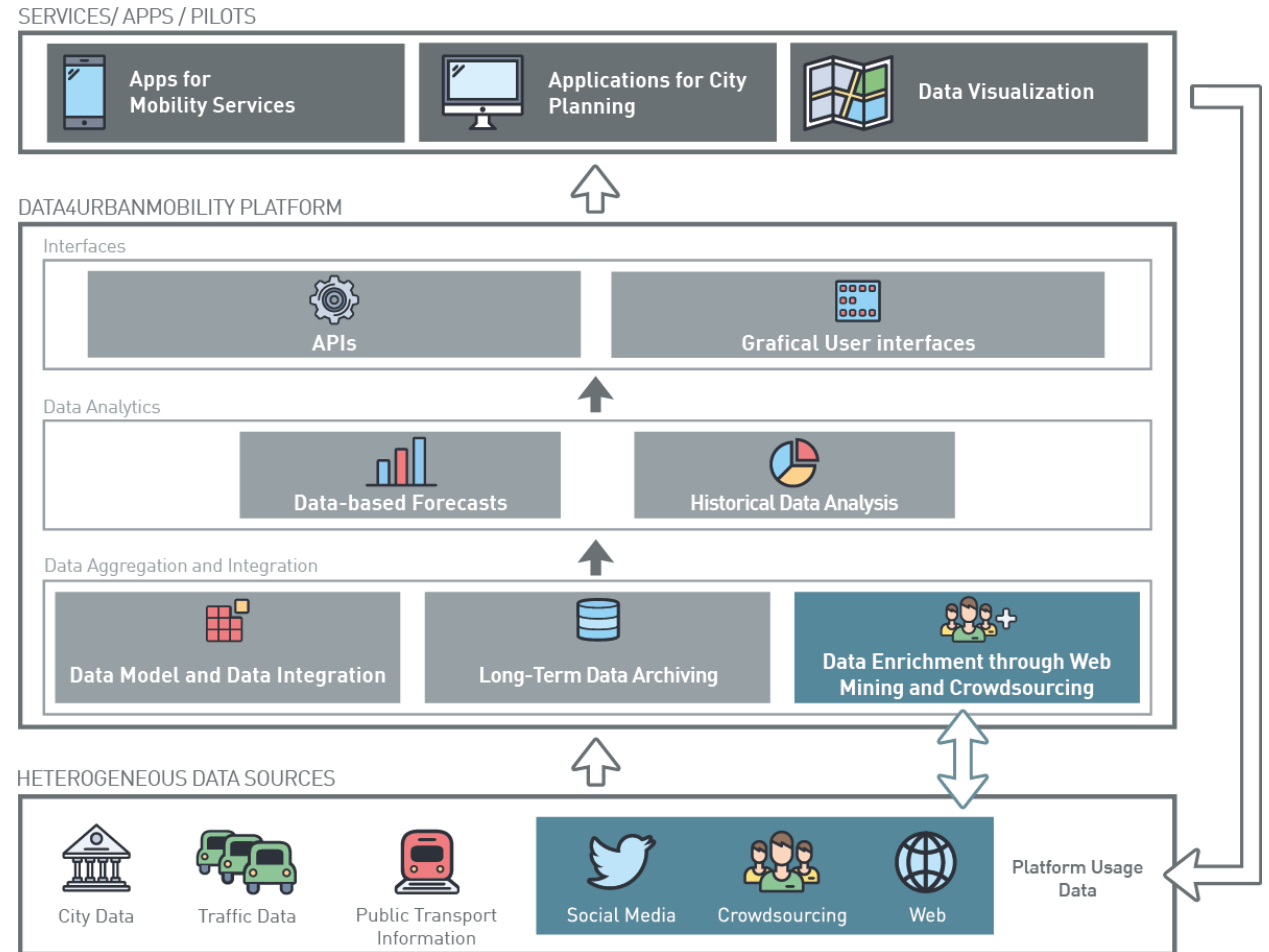 SERVICES/ APPS / PILOTS
Apps for
Mobility Services
Applications for City
Planning
Data Visualization
DATA4URBANMOBILITY PLATFORM
Interfaces
APIs
Grafical User interfaces
Data Analytics
Data-based Forecasts
Historical Data Analysis
Data Aggregation and Integration
Data Model and Data Integration
Long-Term Data Archiving
Data Enrichment through Web
Mining and Crowdsourcing
HETEROGENEOUS DATA SOURCES
City Data
Traffic Data
Public Transport
Information
Social Media
Crowdsourcing
Web
Platform Usage
Data